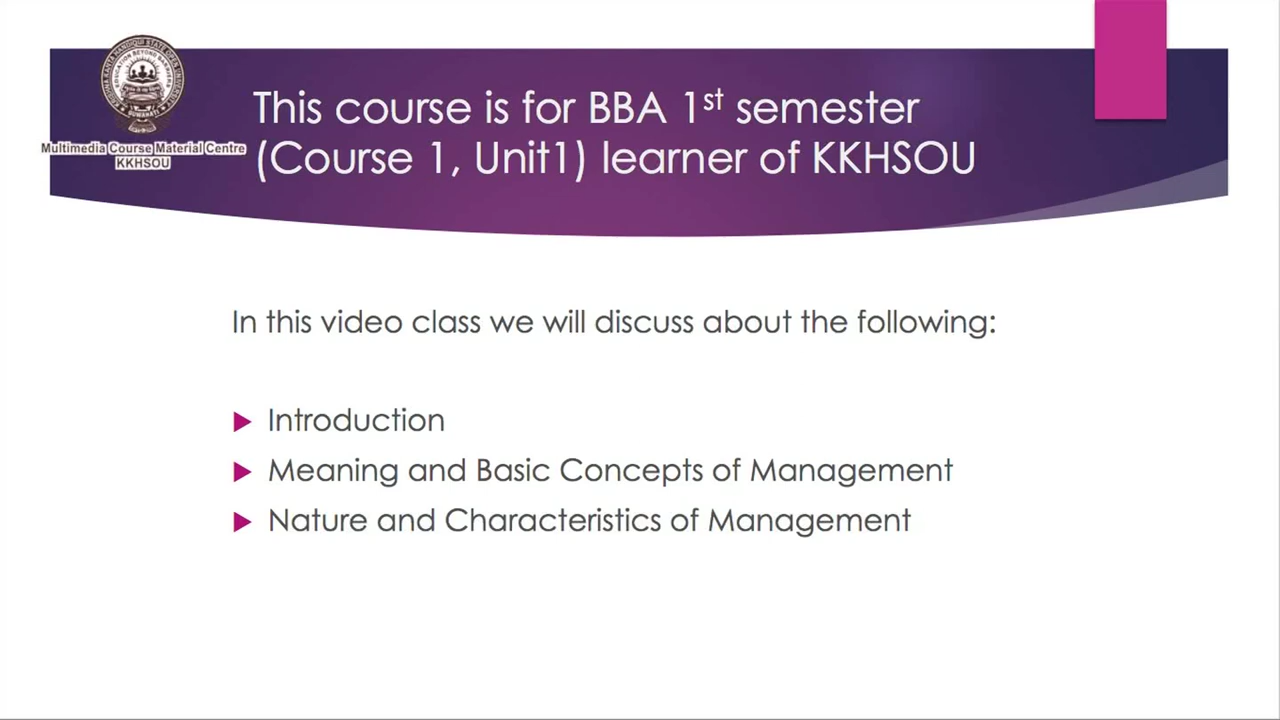 This course is for BBA 1st semester
(Course 1, Unit1) learner of KKHSOU
Multimedia Course Material Centre
KKHSOU
In this video class we will discuss about the following:
Introduction
Meaning and Basic Concepts of Management
Nature and Characteristics of Management